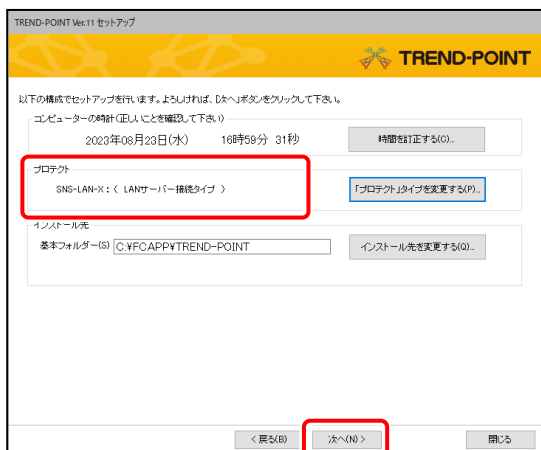 TREND-POINT Ver.11 セットアップ
TREND-POINT
以下の構成でセットアップを行います。よろしければ、[次へ]ボタンをクリックして下さい。
コンピューターの時計(正しいことを確認して下さい)
2023年08月23日(水) 16時59分 31秒
時間を訂正する(C)...
プロテクト
SNS-LAN-X:( LANサーバー接続タイプ )
「プロテクト」タイプを変更する(P)...
インストール先
基本フォルダー(S) C:¥FCAPP¥TREND-POINT
インストール先を変更する(Q)...
< 戻る(B) 次へ(N) > 閉じる